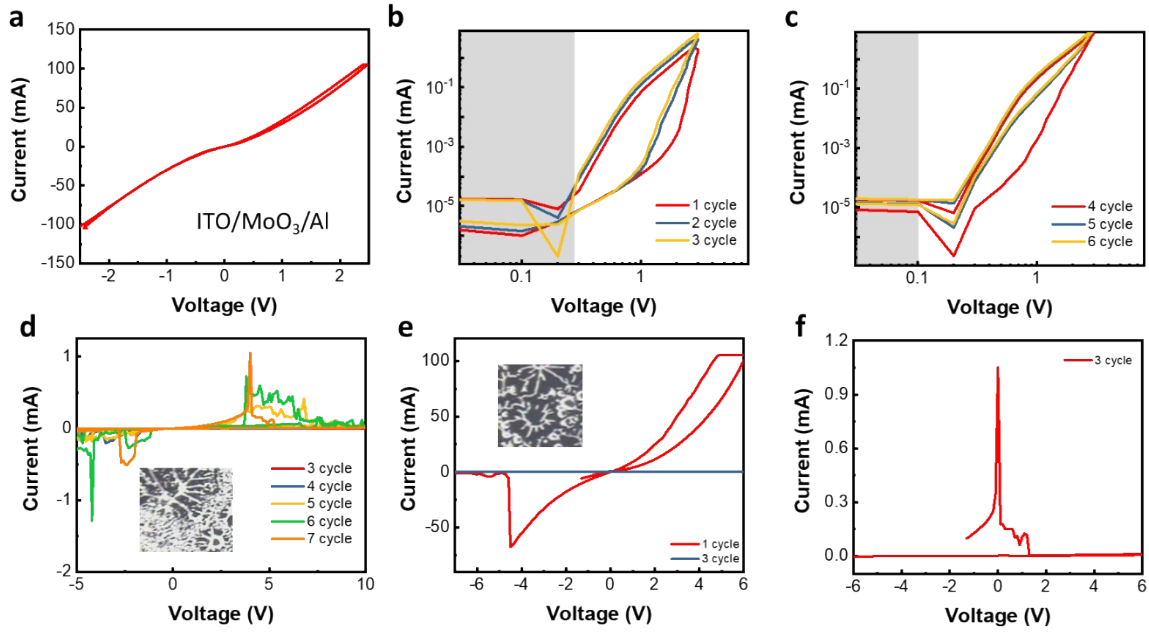 a
150
100
50
0
-50
-100
-150
-2
-1
0
1
2
Current (mA)
Voltage (V)
ITO/MoO3/Al
b
10-1
10-3
10-5
0.1
1
Current (mA)
Voltage (V)
1 cycle
2 cycle
3 cycle
c
10-1
10-3
10-5
0.1
1
Current (mA)
Voltage (V)
4 cycle
5 cycle
6 cycle
d
1
0
-1
-2
-5
0
5
10
Current (mA)
Voltage (V)
3 cycle
4 cycle
5 cycle
6 cycle
7 cycle
e
100
50
0
-50
-6
-4
-2
0
2
4
6
Current (mA)
Voltage (V)
1 cycle
3 cycle
f
1.2
0.9
0.6
0.3
0.0
-6
-4
-2
0
2
4
6
Current (mA)
Voltage (V)
3 cycle